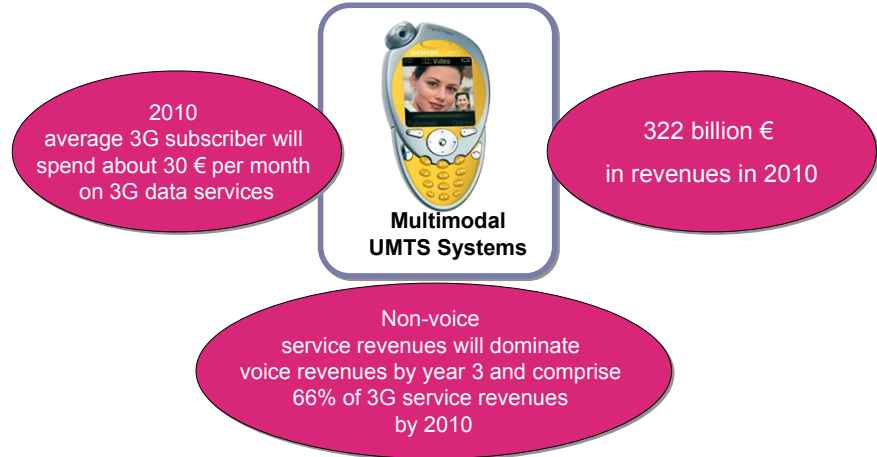 2010
average 3G subscriber will
spend about 30 € per month
on 3G data services
SIEMENS
Video
Multimodal
UMTS Systems
322 billion €
in revenues in 2010
Non-voice
service revenues will dominate
voice revenues by year 3 and comprise
66% of 3G service revenues
by 2010